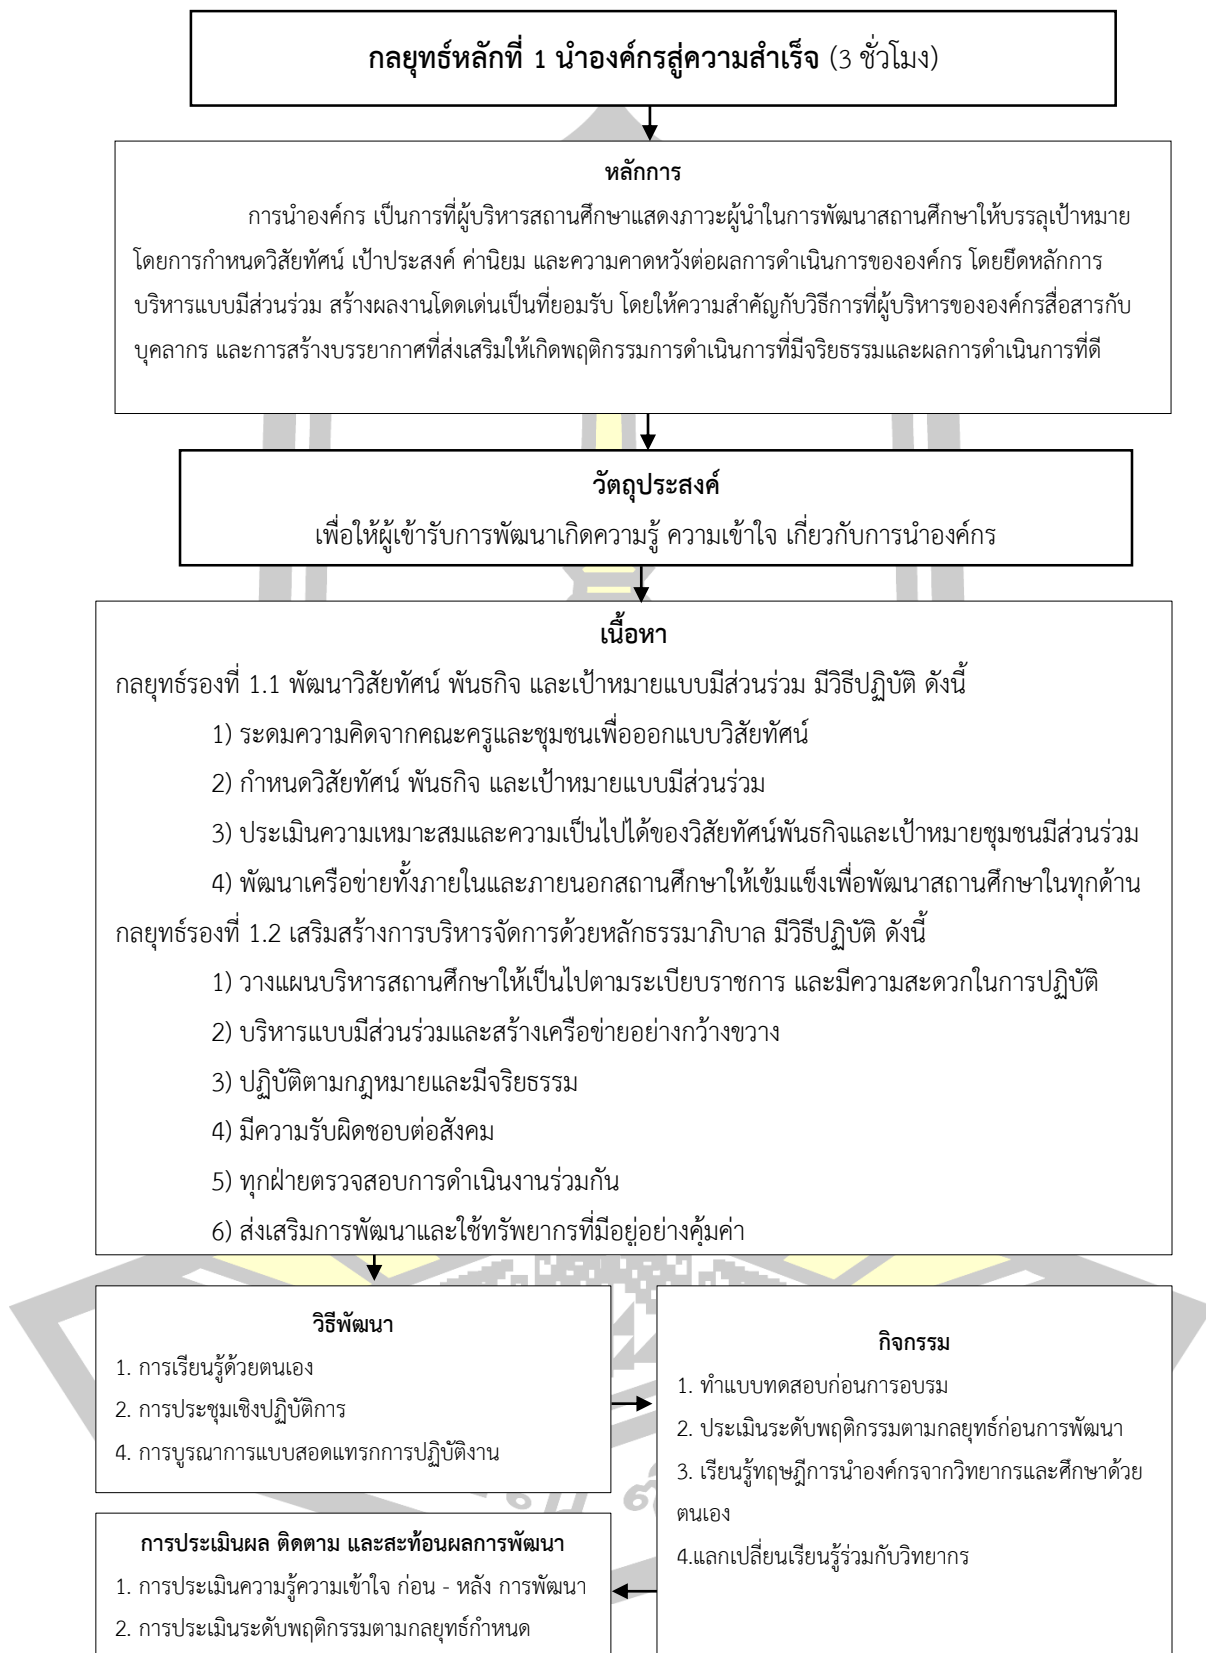 กลยุทธ์หลักที่ 1 นำองค์กรสู่ความสำเร็จ (3 ชั่วโมง)
หลักการ
การนำองค์กร เป็นการที่ผู้บริหารสถานศึกษาแสดงภาวะผู้นำในการพัฒนาสถานศึกษาให้บรรลุเป้าหมาย
โดยการกำหนดวิสัยทัศน์ เป้าประสงค์ ค่านิยม และความคาดหวังต่อผลการดำเนินการขององค์กร โดยยึดหลักการ
บริหารแบบมีส่วนร่วม สร้างผลงานโดดเด่นเป็นที่ยอมรับ โดยให้ความสำคัญกับวิธีการที่ผู้บริหารขององค์กรสื่อสารกับ
บุคลากร และการสร้างบรรยากาศที่ส่งเสริมให้เกิดพฤติกรรมการดำเนินการที่มีจริยธรรมและผลการดำเนินการที่ดี
วัตถุประสงค์
เพื่อให้ผู้เข้ารับการพัฒนาเกิดความรู้ ความเข้าใจ เกี่ยวกับการนำองค์กร
เนื้อหา
กลยุทธ์รองที่ 1.1 พัฒนาวิสัยทัศน์ พันธกิจ และเป้าหมายแบบมีส่วนร่วม มีวิธีปฏิบัติ ดังนี้
1) ระดมความคิดจากคณะครูและชุมชนเพื่อออกแบบวิสัยทัศน์
2) กำหนดวิสัยทัศน์ พันธกิจ และเป้าหมายแบบมีส่วนร่วม
3) ประเมินความเหมาะสมและความเป็นไปได้ของวิสัยทัศน์พันธกิจและเป้าหมายชุมชนมีส่วนร่วม
4) พัฒนาเครือข่ายทั้งภายในและภายนอกสถานศึกษาให้เข้มแข็งเพื่อพัฒนาสถานศึกษาในทุกด้าน
กลยุทธ์รองที่ 1.2 เสริมสร้างการบริหารจัดการด้วยหลักธรรมาภิบาล มีวิธีปฏิบัติ ดังนี้
1) วางแผนบริหารสถานศึกษาให้เป็นไปตามระเบียบราชการ และมีความสะดวกในการปฏิบัติ
2) บริหารแบบมีส่วนร่วมและสร้างเครือข่ายอย่างกว้างขวาง
3) ปฏิบัติตามกฎหมายและมีจริยธรรม
4) มีความรับผิดชอบต่อสังคม
5) ทุกฝ่ายตรวจสอบการดำเนินงานร่วมกัน
6) ส่งเสริมการพัฒนาและใช้ทรัพยากรที่มีอยู่อย่างคุ้มค่า
วิธีพัฒนา
1. การเรียนรู้ด้วยตนเอง
2. การประชุมเชิงปฏิบัติการ
4. การบูรณาการแบบสอดแทรกการปฏิบัติงาน
กิจกรรม
1. ทำแบบทดสอบก่อนการอบรม
2. ประเมินระดับพฤติกรรมตามกลยุทธ์ก่อนการพัฒนา
3. เรียนรู้ทฤษฎีการนำองค์กรจากวิทยากรและศึกษาด้วย
ตนเอง
4.แลกเปลี่ยนเรียนรู้ร่วมกับวิทยากร
การประเมินผล ติดตาม และสะท้อนผลการพัฒนา
1. การประเมินความรู้ความเข้าใจ ก่อน - หลัง การพัฒนา
2. การประเมินระดับพฤติกรรมตามกลยุทธ์กำหนด